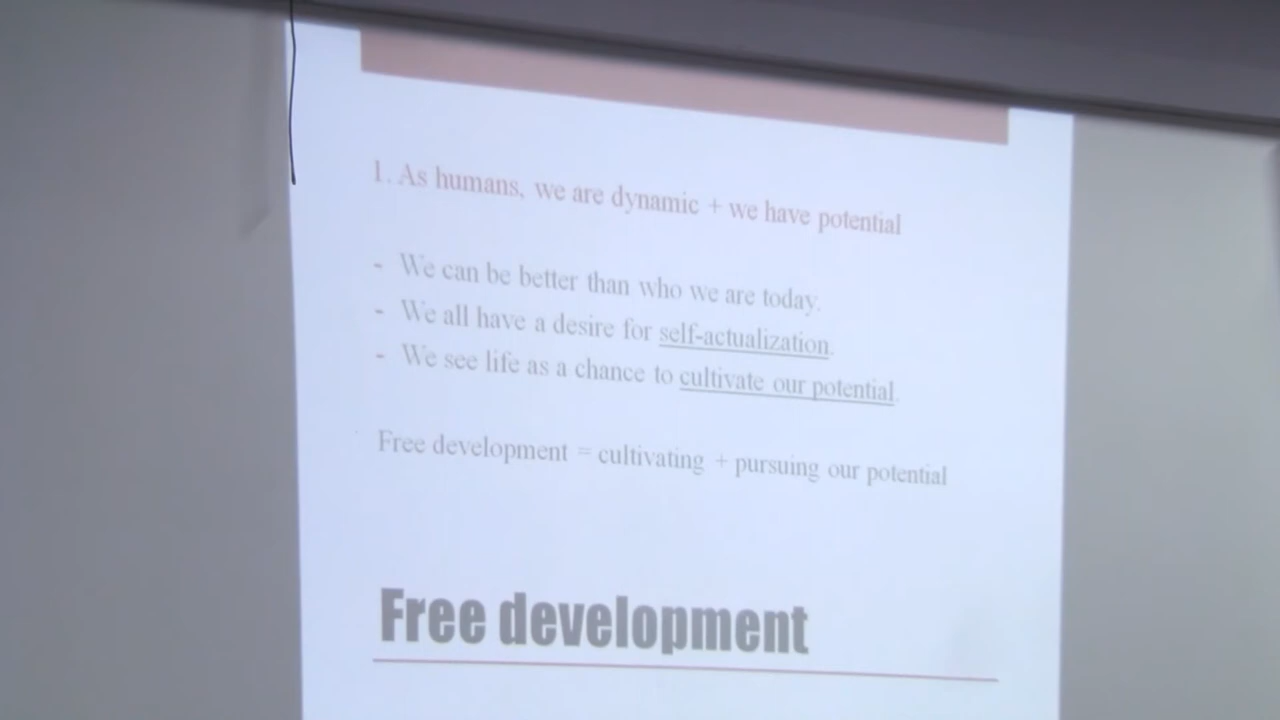 1. As humans, we are dynamic + we have potential
- We can be better than who we are today.
- We all have a desire for self-actualization.
- We see life as a chance to cultivate our potential.
Free development = cultivating + pursuing our potential
Free development